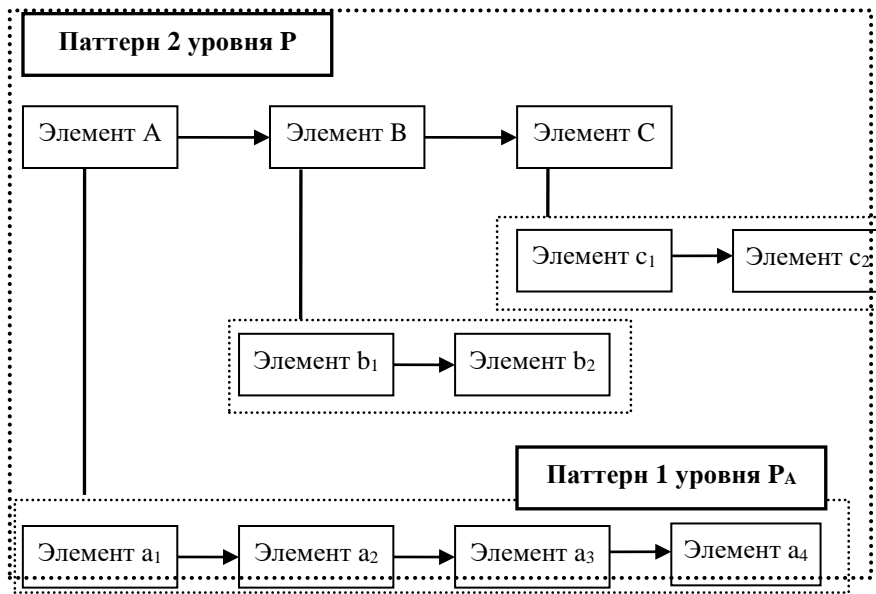 Паттерн 2 уровня P
Элемент A
Элемент B
Элемент C
Элемент c₁
Элемент c₂
Элемент b₁
Элемент b₂
Паттерн 1 уровня Pᴀ
Элемент a₁
Элемент a₂
Элемент a₃
Элемент a₄